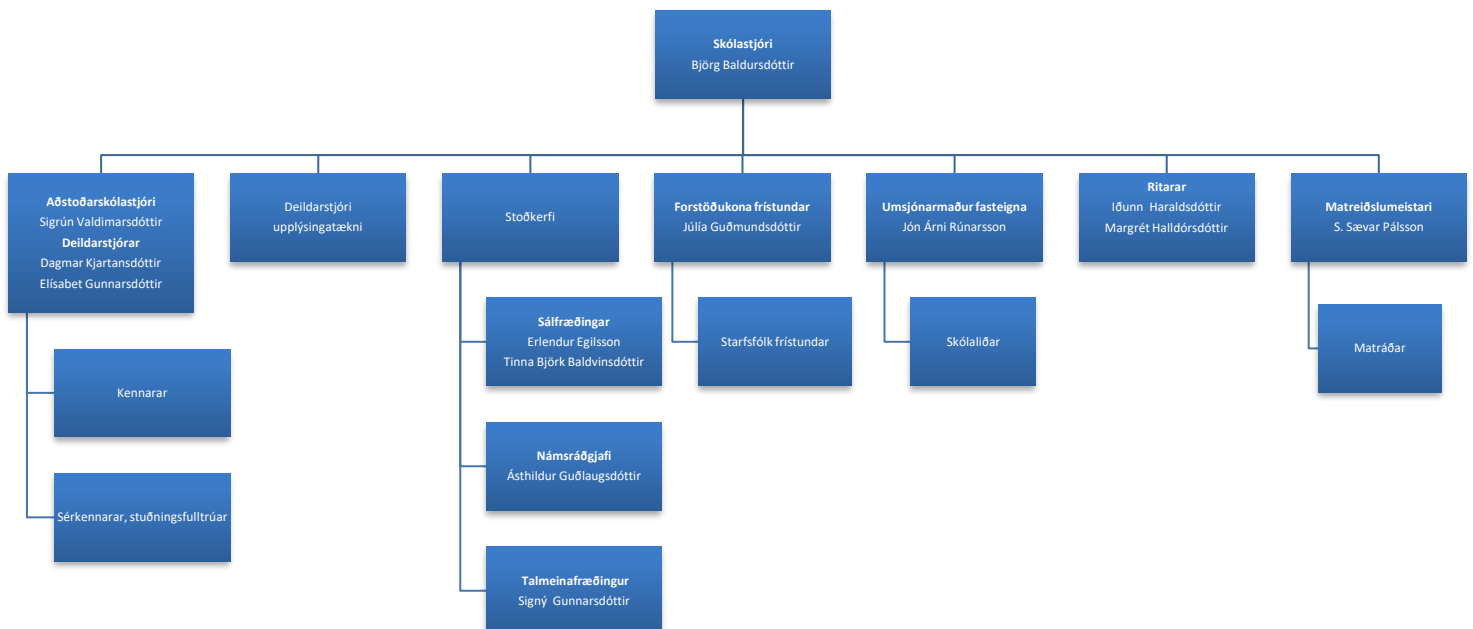 Skólastjóri
Björg Baldursdóttir
Aðstoðarskólastjóri
Sigrún Valdimarsdóttir
Deildarstjórar
Dagmar Kjartansdóttir
Elísabet Gunnarsdóttir
Deildarstjóri
upplýsingatækni
Stoðkerfi
Forstöðukona frístundar
Júlía Guðmundsdóttir
Umsjónarmaður fasteigna
Jón Árni Rúnarsson
Ritarar
Iðunn Haraldsdóttir
Margrét Halldórsdóttir
Matreiðslumeistari
S. Sævar Pálsson
Kennarar
Sérkennarar, stuðningsfulltrúar
Sálfræðingar
Erlendur Egilsson
Tinna Björk Baldvinsdóttir
Námsráðgjafi
Ásthildur Guðlaugsdóttir
Talmeinafræðingur
Signý Gunnarsdóttir
Starfsfólk frístundar
Skólaliðar
Matráðar